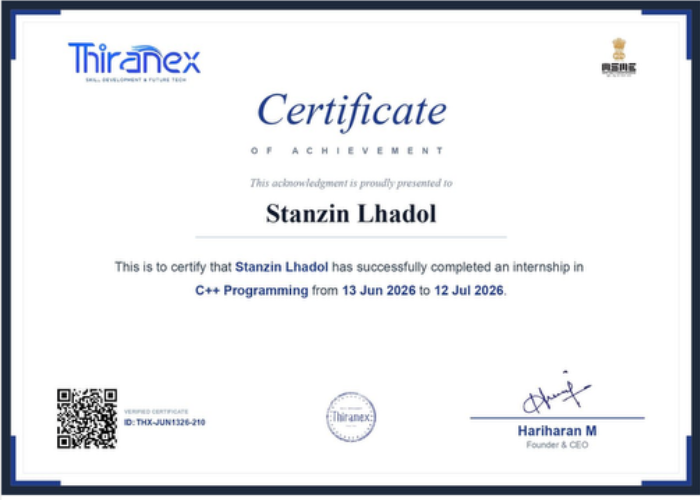 Thiranex
SKILL DEVELOPMENT & FUTURE TECH
MSME
Certificate
OF ACHIEVEMENT
This acknowledgment is proudly presented to
Stanzin Lhadol
This is to certify that Stanzin Lhadol has successfully completed an internship in
C++ Programming from 13 Jun 2026 to 12 Jul 2026.
VERIFIED CERTIFICATE
ID: THX-JUN1326-210
Thiranex
Hariharan M
Founder & CEO